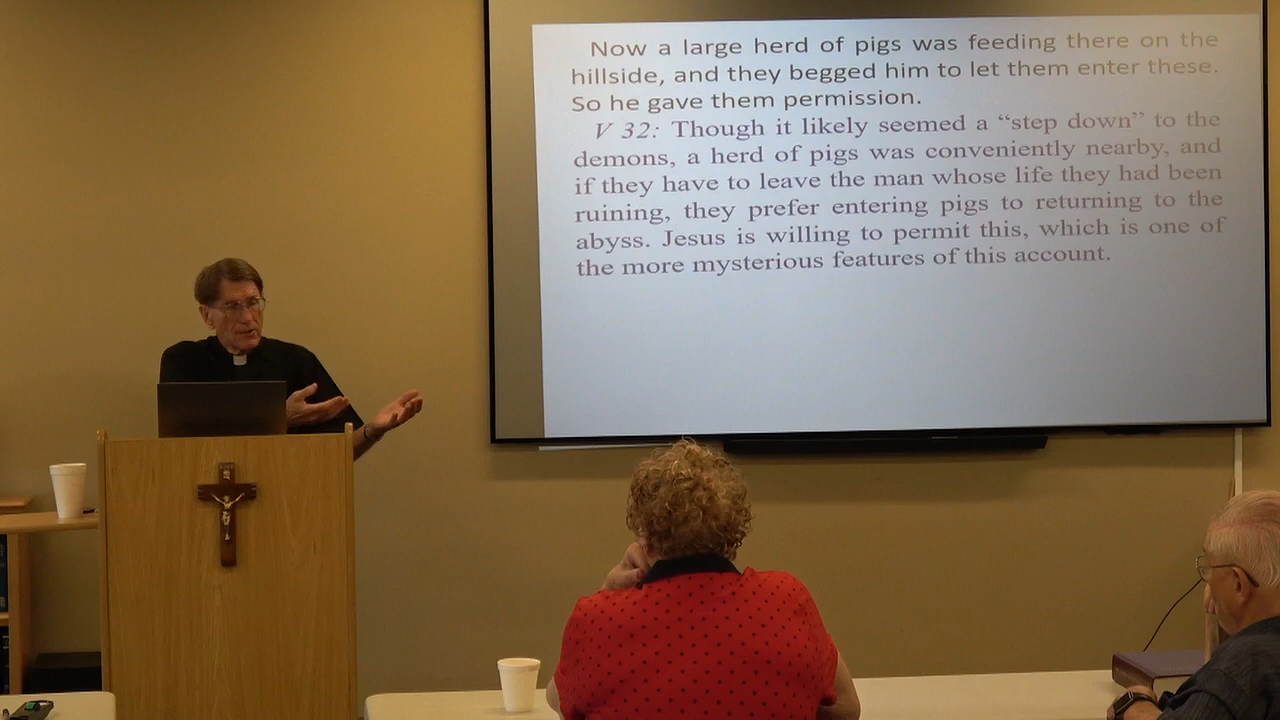 Now a large herd of pigs was feeding there on the
hillside, and they begged him to let them enter these.
So he gave them permission.
V 32: Though it likely seemed a “step down” to the
demons, a herd of pigs was conveniently nearby, and
if they have to leave the man whose life they had been
ruining, they prefer entering pigs to returning to the
abyss. Jesus is willing to permit this, which is one of
the more mysterious features of this account.